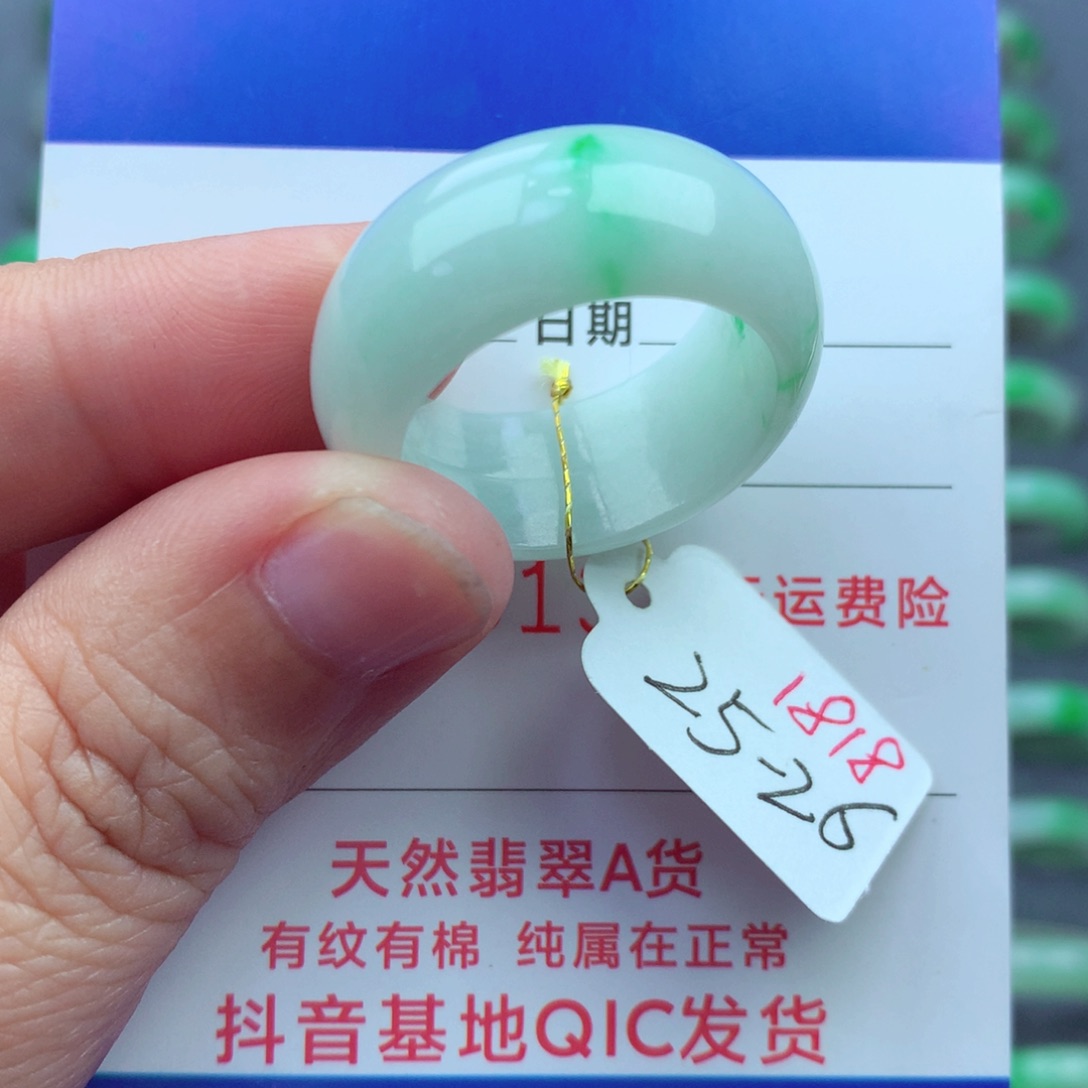 日期
运费险
1818
25-26
天然翡翠A货
有纹有棉 纯属在正常
抖音基地QIC发货